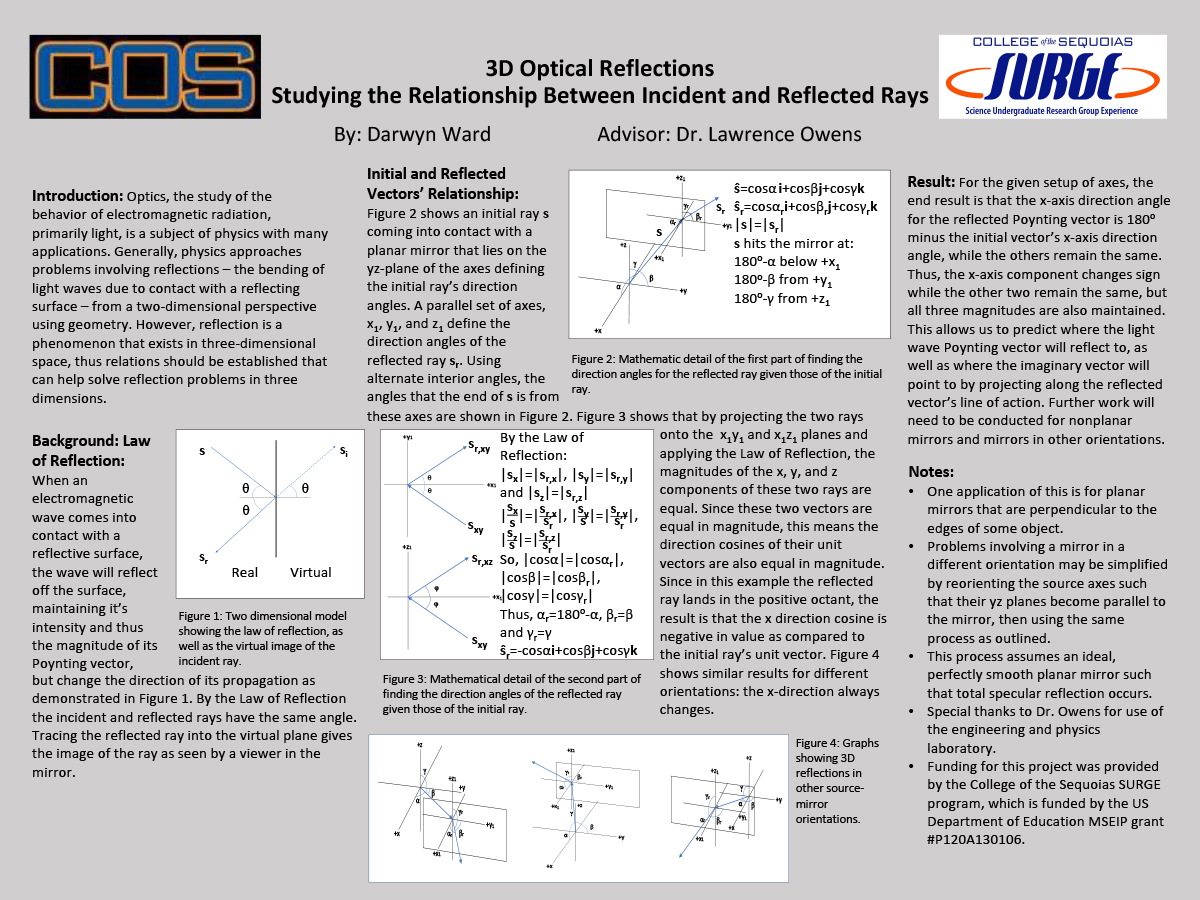 COS
3D Optical Reflections
Studying the Relationship Between Incident and Reflected Rays
By: Darwyn Ward Advisor: Dr. Lawrence Owens
COLLEGE of the SEQUOIAS
SURGE
Science Undergraduate Research Group Experience
Introduction: Optics, the study of the
behavior of electromagnetic radiation,
primarily light, is a subject of physics with many
applications. Generally, physics approaches
problems involving reflections – the bending of
light waves due to contact with a reflecting
surface – from a two-dimensional perspective
using geometry. However, reflection is a
phenomenon that exists in three-dimensional
space, thus relations should be established that
can help solve reflection problems in three
dimensions.
Background: Law
of Reflection:
When an
electromagnetic
wave comes into
contact with a
reflective surface,
the wave will reflect
off the surface,
maintaining it's
intensity and thus
the magnitude of its
Poynting vector,
but change the direction of its propagation as
demonstrated in Figure 1. By the Law of Reflection
the incident and reflected rays have the same angle.
Tracing the reflected ray into the virtual plane gives
the image of the ray as seen by a viewer in the
mirror.
s
sᵢ
θ θ
θ
sᵣ
Real Virtual
Figure 1: Two dimensional model
showing the law of reflection, as
well as the virtual image of the
incident ray.
Initial and Reflected
Vectors' Relationship:
Figure 2 shows an initial ray s
coming into contact with a
planar mirror that lies on the
yz-plane of the axes defining
the initial ray's direction
angles. A parallel set of axes,
x₁, y₁, and z₁ define the
direction angles of the
reflected ray sᵣ. Using
alternate interior angles, the
angles that the end of s is from
these axes are shown in Figure 2. Figure 3 shows that by projecting the two rays
onto the x₁y₁ and x₁z₁ planes and
applying the Law of Reflection, the
magnitudes of the x, y, and z
components of these two rays are
equal. Since these two vectors are
equal in magnitude, this means the
direction cosines of their unit
vectors are also equal in magnitude.
Since in this example the reflected
ray lands in the positive octant, the
result is that the x direction cosine is
negative in value as compared to
the initial ray's unit vector. Figure 4
shows similar results for different
orientations: the x-direction always
changes.
+z₁
γᵣ
αᵣ βᵣ
sᵣ
+y₁
s
+z
+x₁
γ
α β
+y
+x
ŝ=cosαi+cosβj+cosγk
ŝᵣ=cosαᵣi+cosβᵣj+cosγᵣk
|s|=|sᵣ|
s hits the mirror at:
180º-α below +x₁
180º-β from +y₁
180º-γ from +z₁
Figure 2: Mathematic detail of the first part of finding the
direction angles for the reflected ray given those of the initial
ray.
+y₁
Sr,xy
θ
θ
+x₁
Sxy
+z₁
Sr,xz
φ
φ
+x₁
Sxy
By the Law of
Reflection:
|sx|=|sr,x|, |sy|=|sr,y|
and |sz|=|sr,z|
|sx/s|=|sr,x/sr|, |sy/s|=|sr,y/sr|,
|sz/s|=|sr,z/sr|
So, |cosα|=|cosαᵣ|,
|cosβ|=|cosβᵣ|,
|cosγ|=|cosγᵣ|
Thus, αᵣ=180º-α, βᵣ=β
and γᵣ=γ
ŝᵣ=-cosαi+cosβj+cosγk
Figure 3: Mathematical detail of the second part of
finding the direction angles of the reflected ray
given those of the initial ray.
Figure 4: Graphs
showing 3D
reflections in
other source-
mirror
orientations.
Result: For the given setup of axes, the
end result is that the x-axis direction angle
for the reflected Poynting vector is 180º
minus the initial vector's x-axis direction
angle, while the others remain the same.
Thus, the x-axis component changes sign
while the other two remain the same, but
all three magnitudes are also maintained.
This allows us to predict where the light
wave Poynting vector will reflect to, as
well as where the imaginary vector will
point to by projecting along the reflected
vector's line of action. Further work will
need to be conducted for nonplanar
mirrors and mirrors in other orientations.
Notes:
• One application of this is for planar
mirrors that are perpendicular to the
edges of some object.
• Problems involving a mirror in a
different orientation may be simplified
by reorienting the source axes such
that their yz planes become parallel to
the mirror, then using the same
process as outlined.
• This process assumes an ideal,
perfectly smooth planar mirror such
that total specular reflection occurs.
• Special thanks to Dr. Owens for use of
the engineering and physics
laboratory.
• Funding for this project was provided
by the College of the Sequoias SURGE
program, which is funded by the US
Department of Education MSEIP grant
#P120A130106.